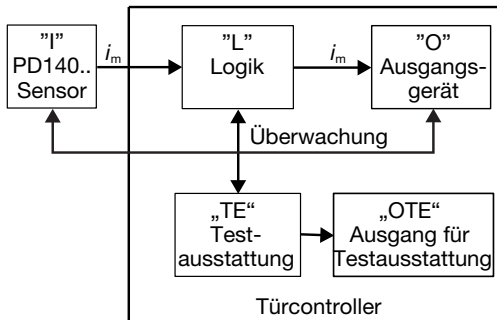 "I"
PD140..
Sensor
im
"L"
Logik
im
"O"
Ausgangs-
gerät
Überwachung
„TE“
Test-
ausstattung
„OTE“
Ausgang für
Testausstattung
Türcontroller